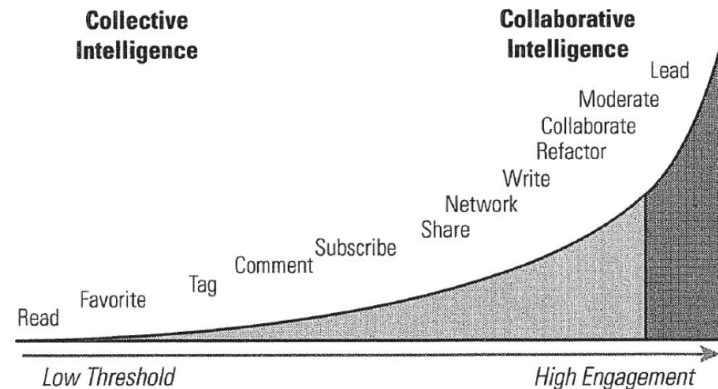 Collective
Intelligence
Collaborative
Intelligence
Lead
Moderate
Collaborate
Refactor
Write
Network
Share
Subscribe
Comment
Tag
Favorite
Read
Low Threshold
High Engagement